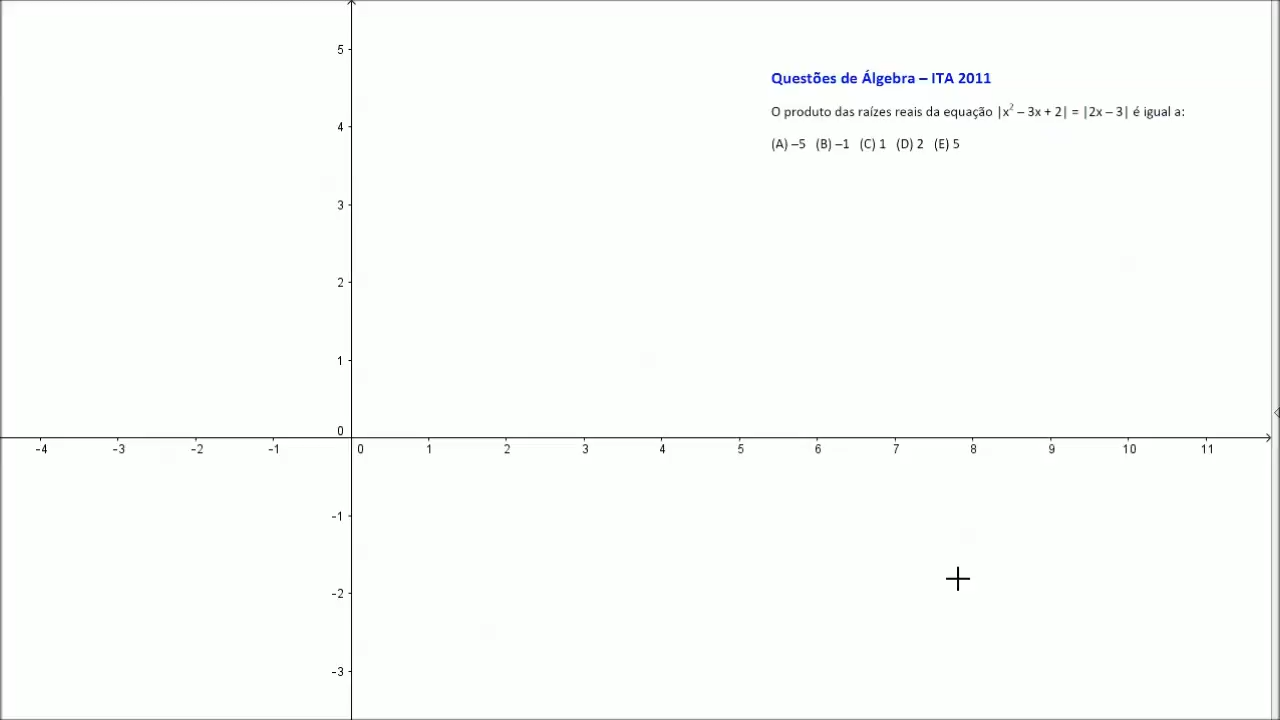 Questões de Álgebra – ITA 2011
O produto das raízes reais da equação |x² – 3x + 2| = |2x – 3| é igual a:
(A) –5 (B) –1 (C) 1 (D) 2 (E) 5
5
4
3
2
1
0
-4 -3 -2 -1 0 1 2 3 4 5 6 7 8 9 10 11
-1
-2
-3